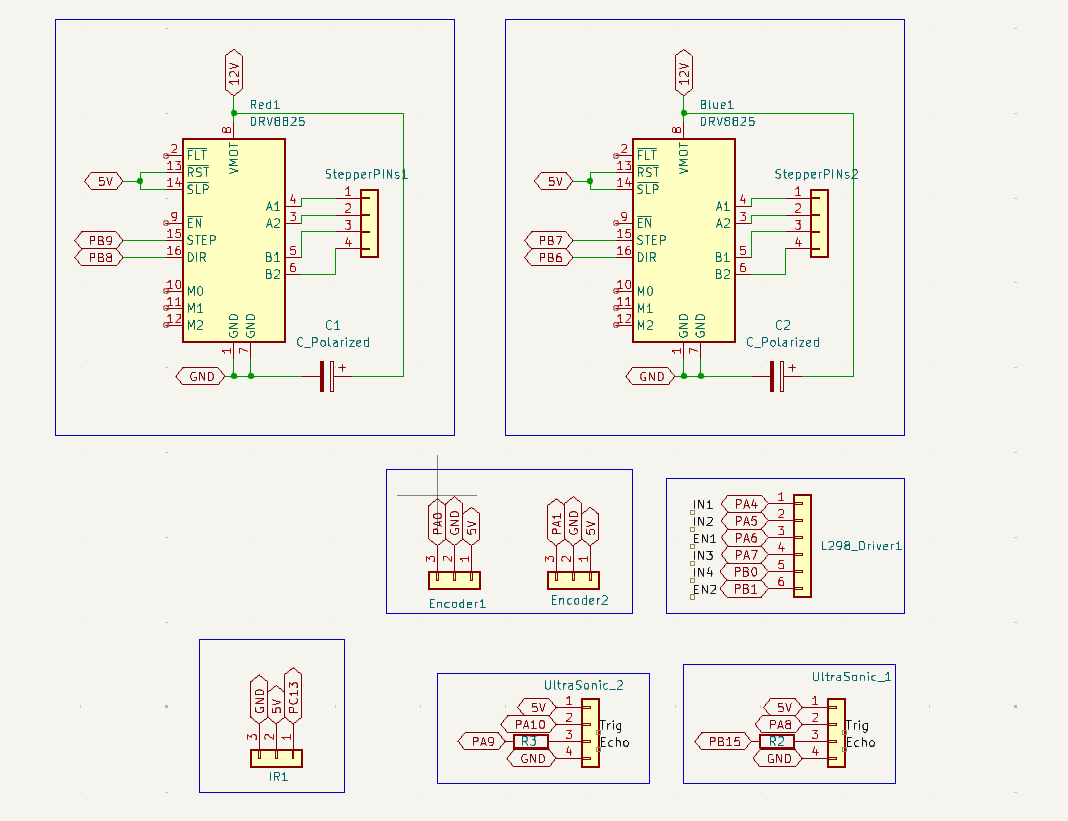 12V
Red1
DRV8825
8
VMOT
2
FLT
13
RST
14
SLP
5V
9
EN
15
STEP
16
DIR
PB9
PB8
10
M0
11
M1
12
M2
A1
4
A2
3
B1
5
B2
6
StepperPINs1
1
2
3
4
GND
GND
1
7
GND
C1
C_Polarized
+
12V
Blue1
DRV8825
8
VMOT
2
FLT
13
RST
14
SLP
5V
9
EN
15
STEP
16
DIR
PB7
PB6
10
M0
11
M1
12
M2
A1
4
A2
3
B1
5
B2
6
StepperPINs2
1
2
3
4
GND
GND
1
7
GND
C2
C_Polarized
+
PA0
GND
5V
3
2
1
Encoder1
PA1
GND
5V
3
2
1
Encoder2
IN1 PA4 1
IN2 PA5 2
EN1 PA6 3
IN3 PA7 4
IN4 PB0 5
EN2 PB1 6
L298_Driver1
GND
5V
PC13
3
2
1
IR1
UltraSonic_2
5V 1
PA10 2 Trig
PA9 R3 3 Echo
GND 4
UltraSonic_1
5V 1
PA8 2 Trig
PB15 R2 3 Echo
GND 4